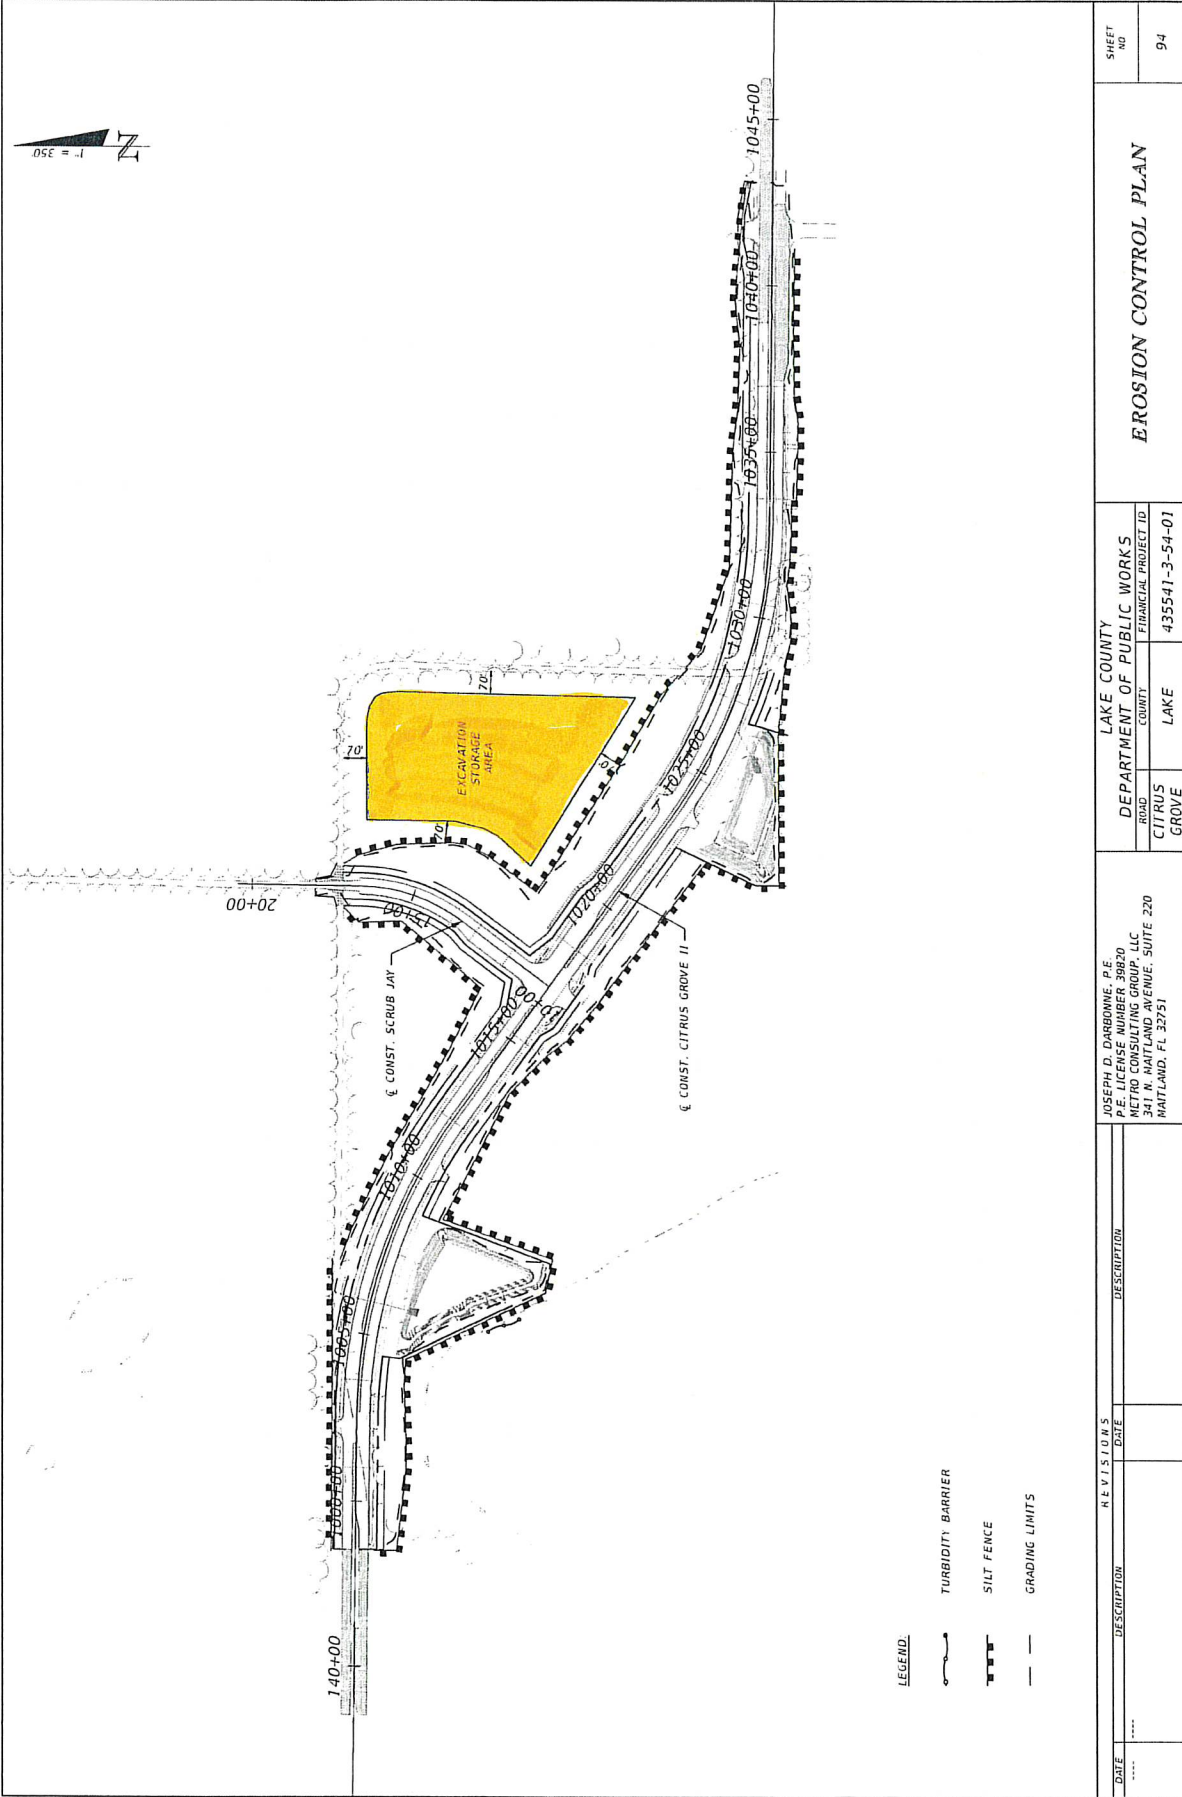 1" = 350'
N
140+00
1000+00
1005+00
1010+00
1015+00
1020+00
1025+00
1030+00
1035+00
1040+00
1045+00
20+00
15+00
10+00
EXCAVATION
STORAGE
AREA
70'
70'
70'
70'
℄ CONST. SCRUB JAY
℄ CONST. CITRUS GROVE II
LEGEND:
TURBIDITY BARRIER
SILT FENCE
GRADING LIMITS
REVISIONS
DATE
DESCRIPTION
DATE
DESCRIPTION
----
----
JOSEPH D. DARBONNE, P.E.
P.E. LICENSE NUMBER 39820
METRO CONSULTING GROUP, LLC
341 N. MAITLAND AVENUE, SUITE 220
MAITLAND, FL 32751
LAKE COUNTY
DEPARTMENT OF PUBLIC WORKS
ROAD
COUNTY
FINANCIAL PROJECT ID
CITRUS
GROVE
LAKE
435541-3-54-01
EROSION CONTROL PLAN
SHEET
NO
94